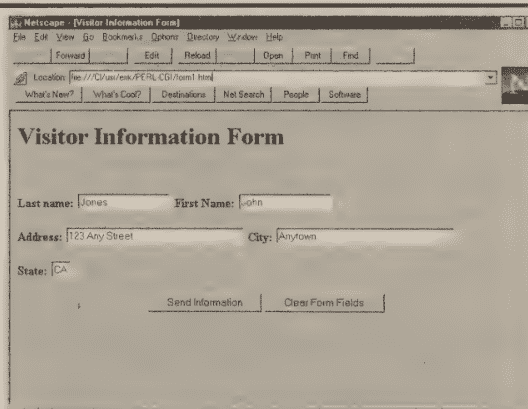 Netscape - [Visitor Information Form]
File Edit View Go Bookmarks Options Directory Window Help
Forward Edit Reload Open Print Find
Location: file:///C|/usr/erik/PERL-CGI/form1.html
What's New? What's Cool? Destinations Net Search People Software
Visitor Information Form
Last name: Jones First Name: John
Address: 123 Any Street City: Anytown
State: CA
Send Information Clear Form Fields